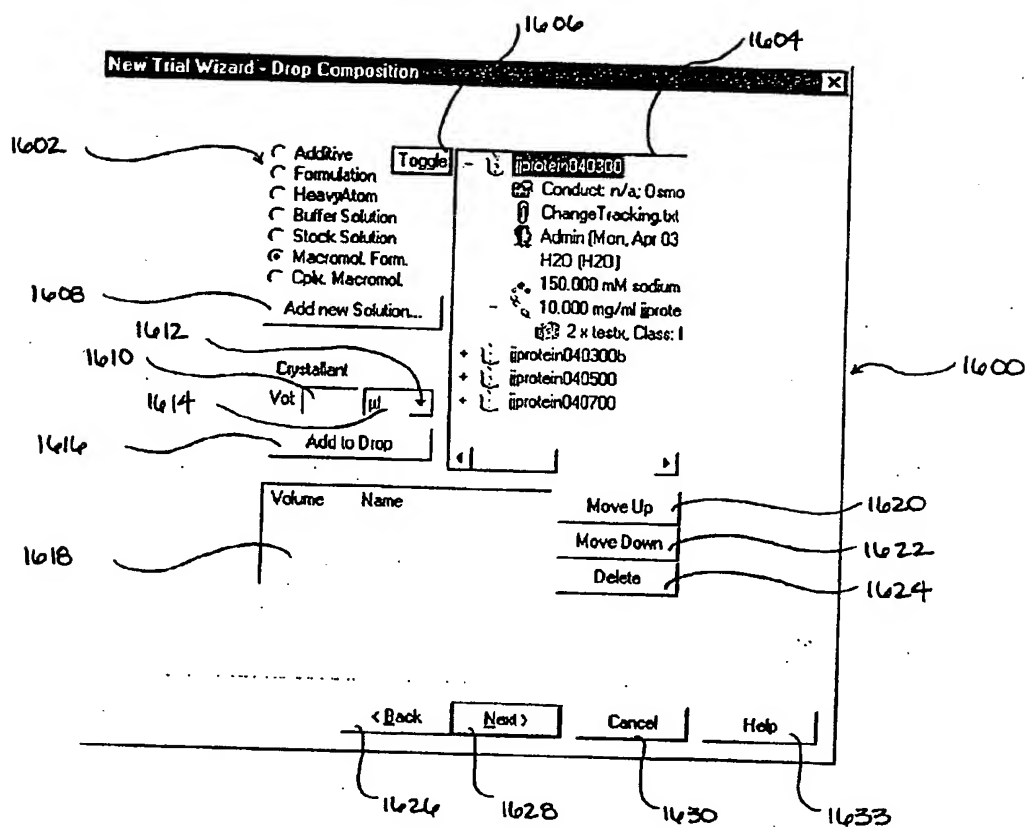 1606
1604
New Trial Wizard - Drop Composition
1602
Additive
Formulation
HeavyAtom
Buffer Solution
Stock Solution
Macromol. Form.
Cplx. Macromol.
Toggle
jjprotein040300
Conduct: n/a; Osmo
ChangeTracking.txt
Admin (Mon, Apr 03
H2O (H2O)
150.000 mM sodium
10.000 mg/ml jjprote
2 x testx, Class: I
jjprotein040300b
jjprotein040500
jjprotein040700
1608
Add new Solution...
1612
1610
Crystallant
1600
Vol:
µl
1614
1616
Add to Drop
Volume Name
Move Up
1620
1618
Move Down
1622
Delete
1624
< Back
Next >
Cancel
Help
1626
1628
1630
1633